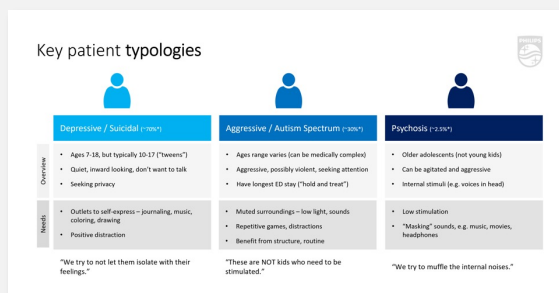 Key patient typologies
PHILIPS
Depressive / Suicidal (~70%*)
Aggressive / Autism Spectrum (~30%*)
Psychosis (~2.5%*)
Overview
• Ages 7-18, but typically 10-17 ("tweens")
• Quiet, inward looking, don't want to talk
• Seeking privacy
• Ages range varies (can be medically complex)
• Aggressive, possibly violent, seeking attention
• Have longest ED stay ("hold and treat")
• Older adolescents (not young kids)
• Can be agitated and aggressive
• Internal stimuli (e.g. voices in head)
Needs
• Outlets to self-express – journaling, music,
coloring, drawing
• Positive distraction
• Muted surroundings – low light, sounds
• Repetitive games, distractions
• Benefit from structure, routine
• Low stimulation
• "Masking" sounds, e.g. music, movies,
headphones
"We try to not let them isolate with their
feelings."
"These are NOT kids who need to be
stimulated."
"We try to muffle the internal noises."